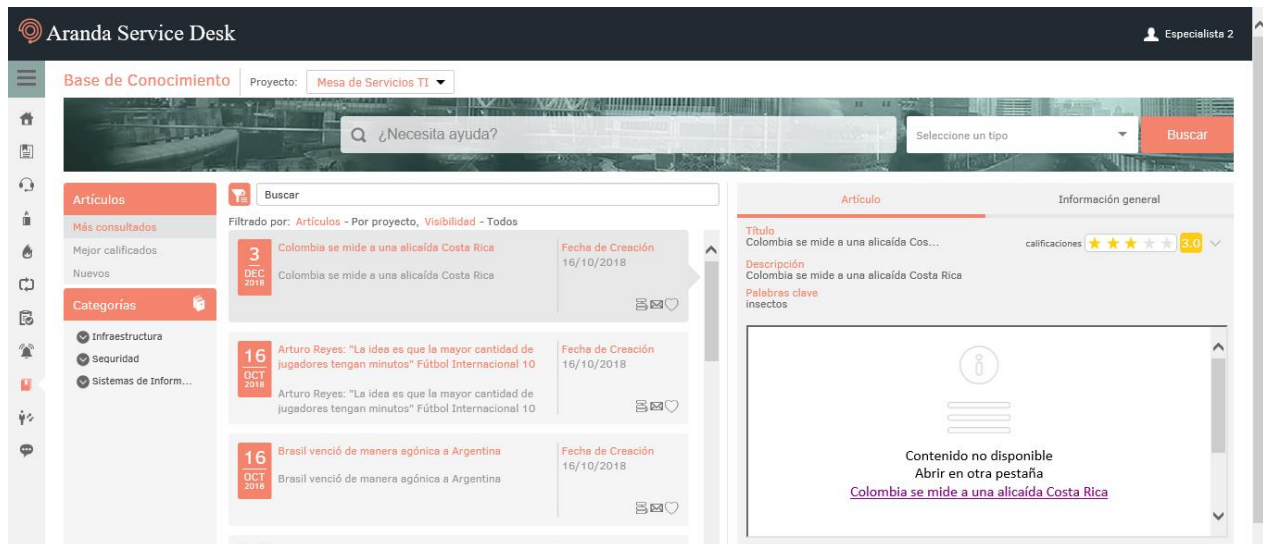 Aranda Service Desk
Especialista 2
Base de Conocimiento
Proyecto:
Mesa de Servicios TI
¿Necesita ayuda?
Seleccione un tipo
Buscar
Artículos
Más consultados
Mejor calificados
Nuevos
Categorías
Infraestructura
Seguridad
Sistemas de Inform...
Buscar
Filtrado por: Artículos - Por proyecto, Visibilidad - Todos
3
DEC
2018
Colombia se mide a una alicaída Costa Rica
Colombia se mide a una alicaída Costa Rica
Fecha de Creación
16/10/2018
16
OCT
2018
Arturo Reyes: "La idea es que la mayor cantidad de
jugadores tengan minutos" Fútbol Internacional 10
Arturo Reyes: "La idea es que la mayor cantidad de
jugadores tengan minutos" Fútbol Internacional 10
Fecha de Creación
16/10/2018
16
OCT
2018
Brasil venció de manera agónica a Argentina
Brasil venció de manera agónica a Argentina
Fecha de Creación
16/10/2018
Artículo
Información general
Título
Colombia se mide a una alicaída Cos...
calificaciones
3.0
Descripción
Colombia se mide a una alicaída Costa Rica
Palabras clave
insectos
Contenido no disponible
Abrir en otra pestaña
Colombia se mide a una alicaída Costa Rica